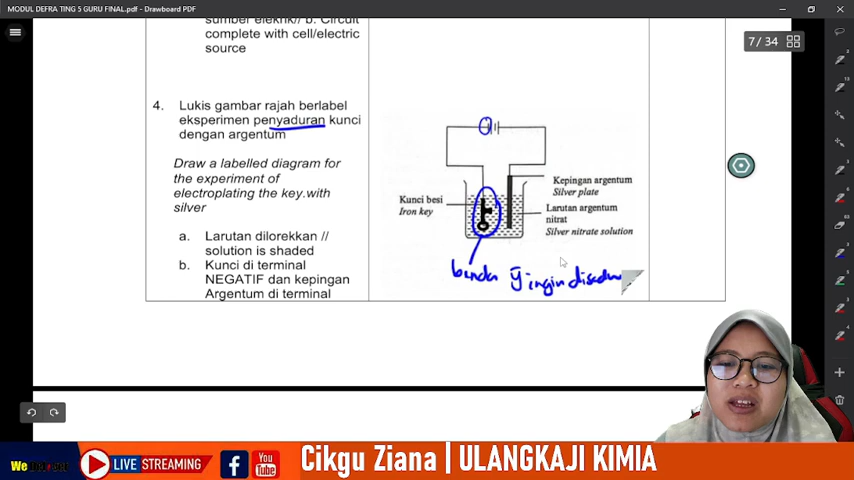 MODUL DEFRA TING 5 GURU FINAL.pdf - Drawboard PDF
7 / 34
sumber elektrik// b. Circuit
complete with cell/electric
source
4. Lukis gambar rajah berlabel
eksperimen penyaduran kunci
dengan argentum
Draw a labelled diagram for
the experiment of
electroplating the key.with
silver
a. Larutan dilorekkan //
solution is shaded
b. Kunci di terminal
NEGATIF dan kepingan
Argentum di terminal
Kunci besi
Iron key
Kepingan argentum
Silver plate
Larutan argentum
nitrat
Silver nitrate solution
benda yg ingin disadur
LIVE STREAMING
You
Tube
Cikgu Ziana | ULANGKAJI KIMIA